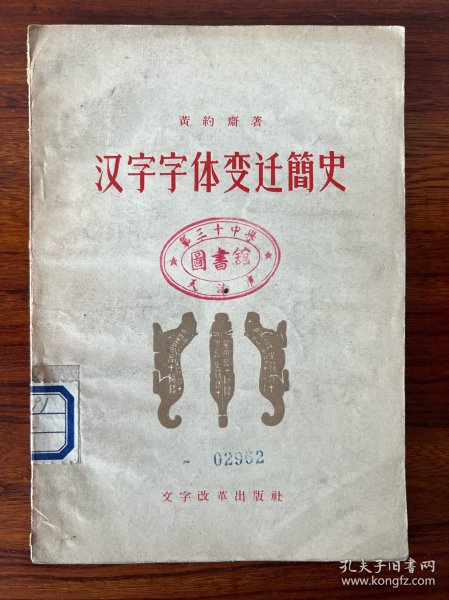 黄約齋著
汉字字体变迁簡史
第三十中学
圖書舘
天津市
- 02962
文字改革出版社
孔夫子旧书网
www.kongfz.com